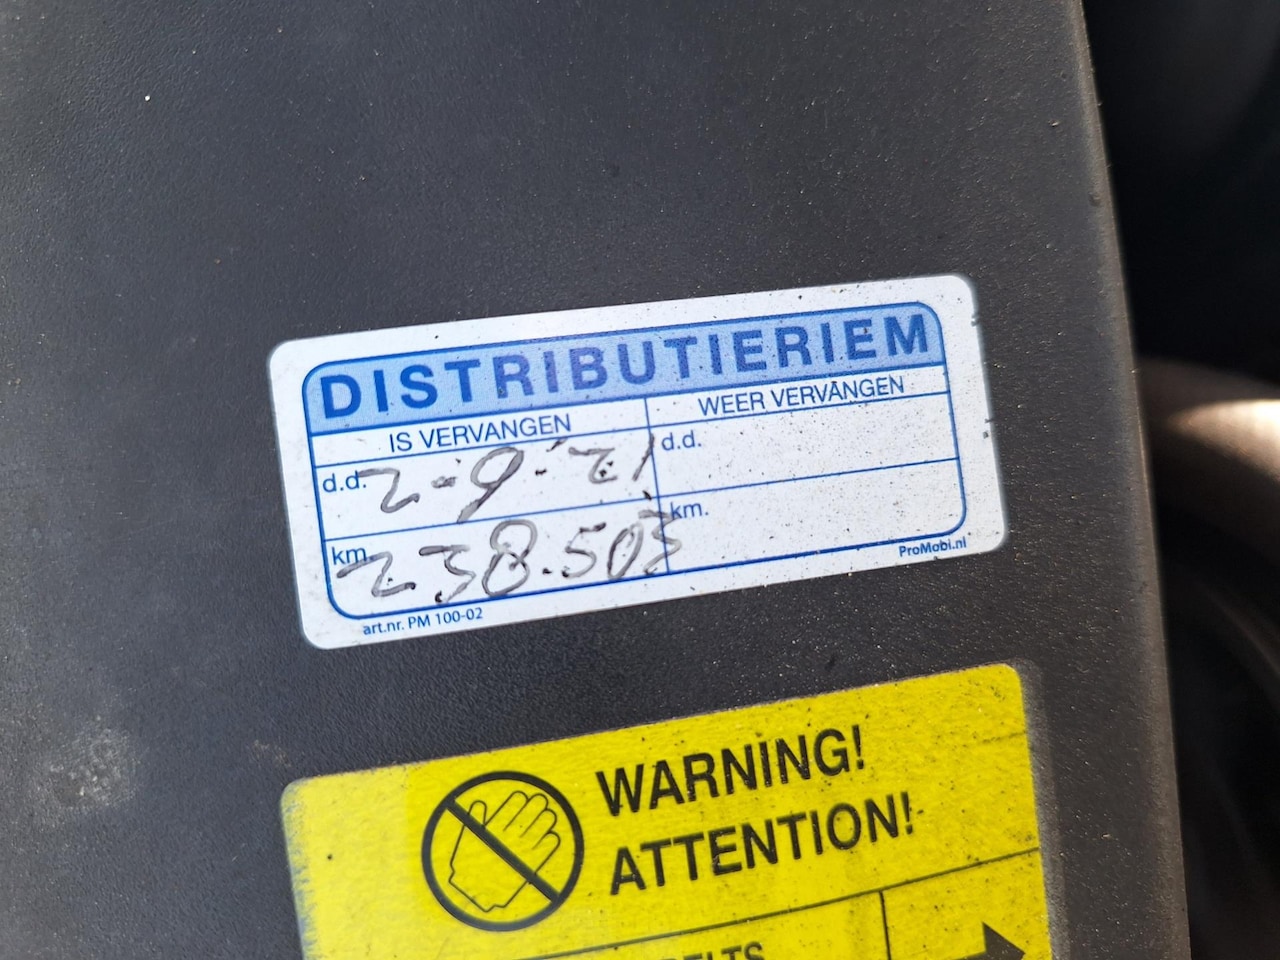 DISTRIBUTIERIEM
IS VERVANGEN
WEER VERVANGEN
d.d. 2-9-21
d.d.
km. 238.503
km.
art.nr. PM 100-02
ProMobi.nl
WARNING!
ATTENTION!
BELTS